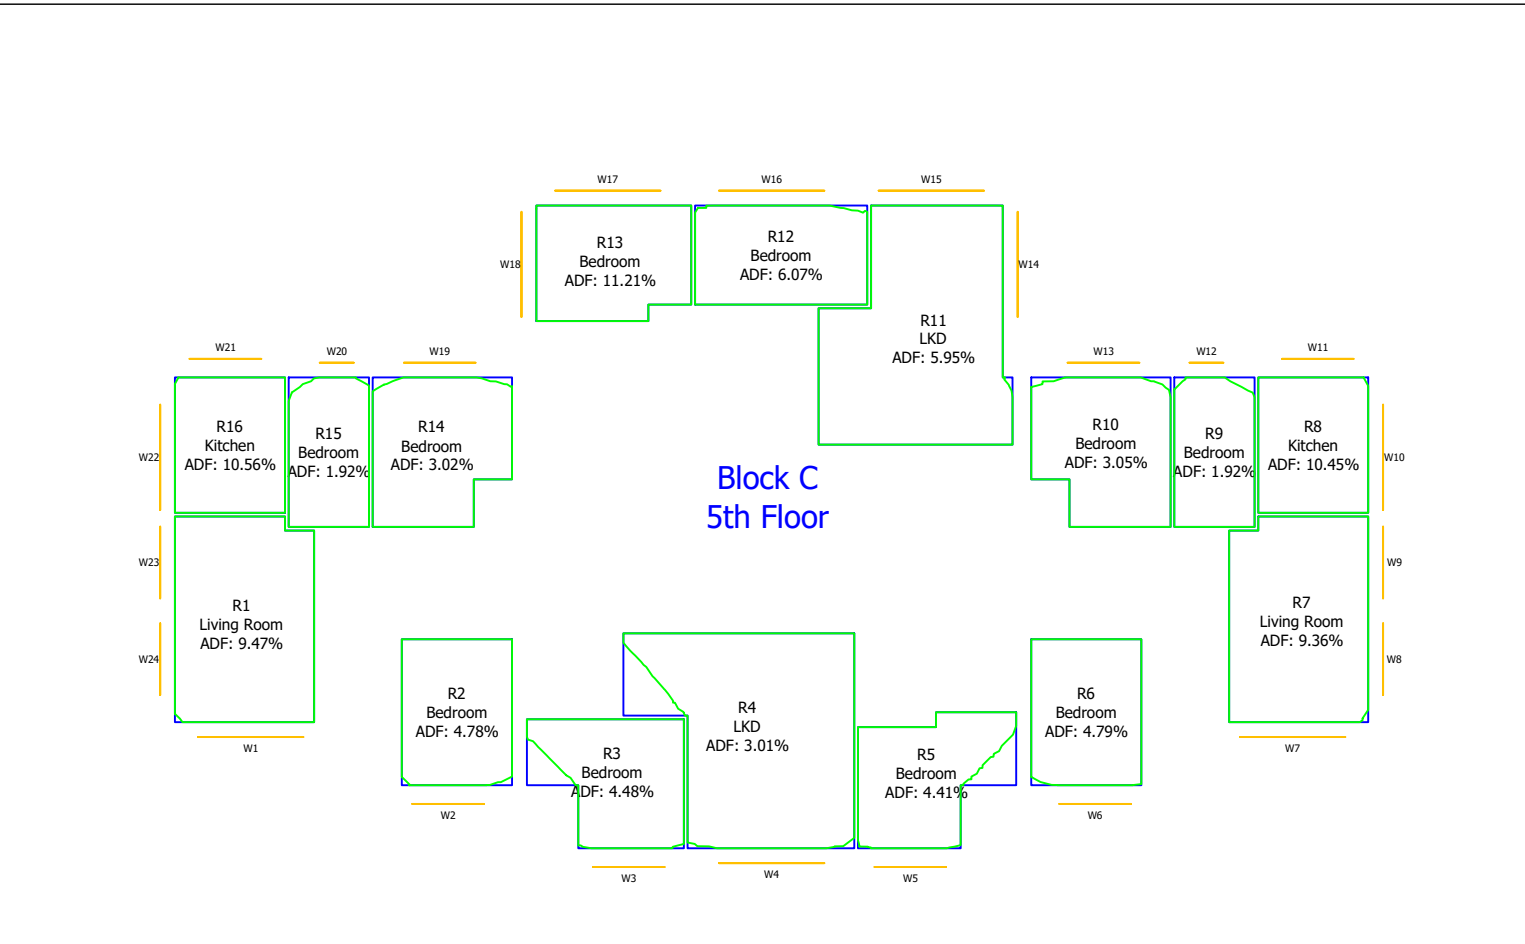 W17
W16
W15
W18
R13
Bedroom
ADF: 11.21%
R12
Bedroom
ADF: 6.07%
W14
R11
LKD
ADF: 5.95%
W21
W20
W19
W13
W12
W11
W22
R16
Kitchen
ADF: 10.56%
R15
Bedroom
ADF: 1.92%
R14
Bedroom
ADF: 3.02%
R10
Bedroom
ADF: 3.05%
R9
Bedroom
ADF: 1.92%
R8
Kitchen
ADF: 10.45%
W10
Block C
5th Floor
W23
W9
R1
Living Room
ADF: 9.47%
R7
Living Room
ADF: 9.36%
W24
W8
R2
Bedroom
ADF: 4.78%
R3
Bedroom
ADF: 4.48%
R4
LKD
ADF: 3.01%
R5
Bedroom
ADF: 4.41%
R6
Bedroom
ADF: 4.79%
W1
W7
W2
W6
W3
W4
W5